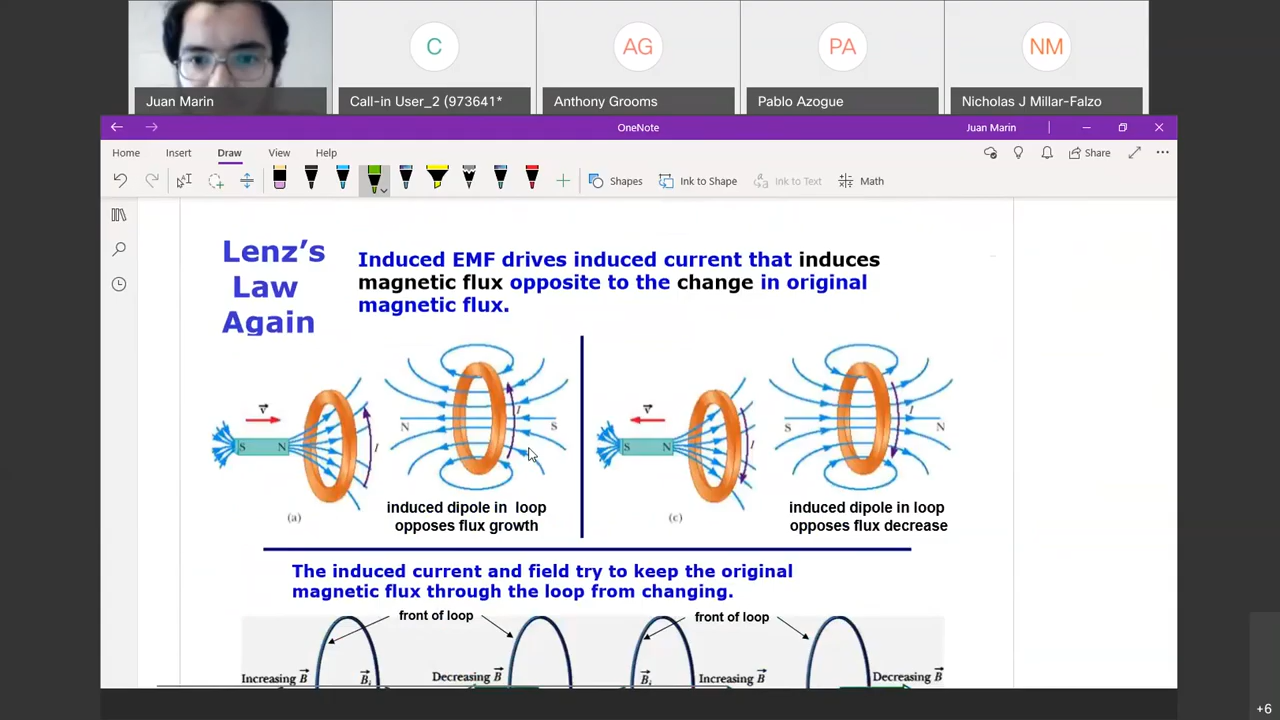 C
AG
PA
NM
Juan Marin
Call-in User_2 (973641*
Anthony Grooms
Pablo Azogue
Nicholas J Millar-Falzo
OneNote
Juan Marin
Home
Insert
Draw
View
Help
Share
Shapes
Ink to Shape
Ink to Text
Math
Lenz's
Law
Again
Induced EMF drives induced current that induces
magnetic flux opposite to the change in original
magnetic flux.
v
S
N
I
(a)
N
S
I
induced dipole in loop
opposes flux growth
v
S
N
I
(c)
S
N
I
induced dipole in loop
opposes flux decrease
The induced current and field try to keep the original
magnetic flux through the loop from changing.
front of loop
front of loop
Increasing B
Bi
Decreasing B
Bi
Increasing B
Decreasing B
+6